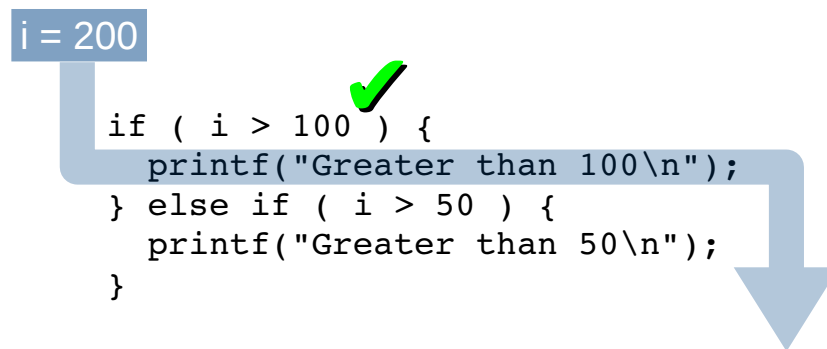 i = 200
if ( i > 100 ) {
  printf("Greater than 100\n");
} else if ( i > 50 ) {
  printf("Greater than 50\n");
}